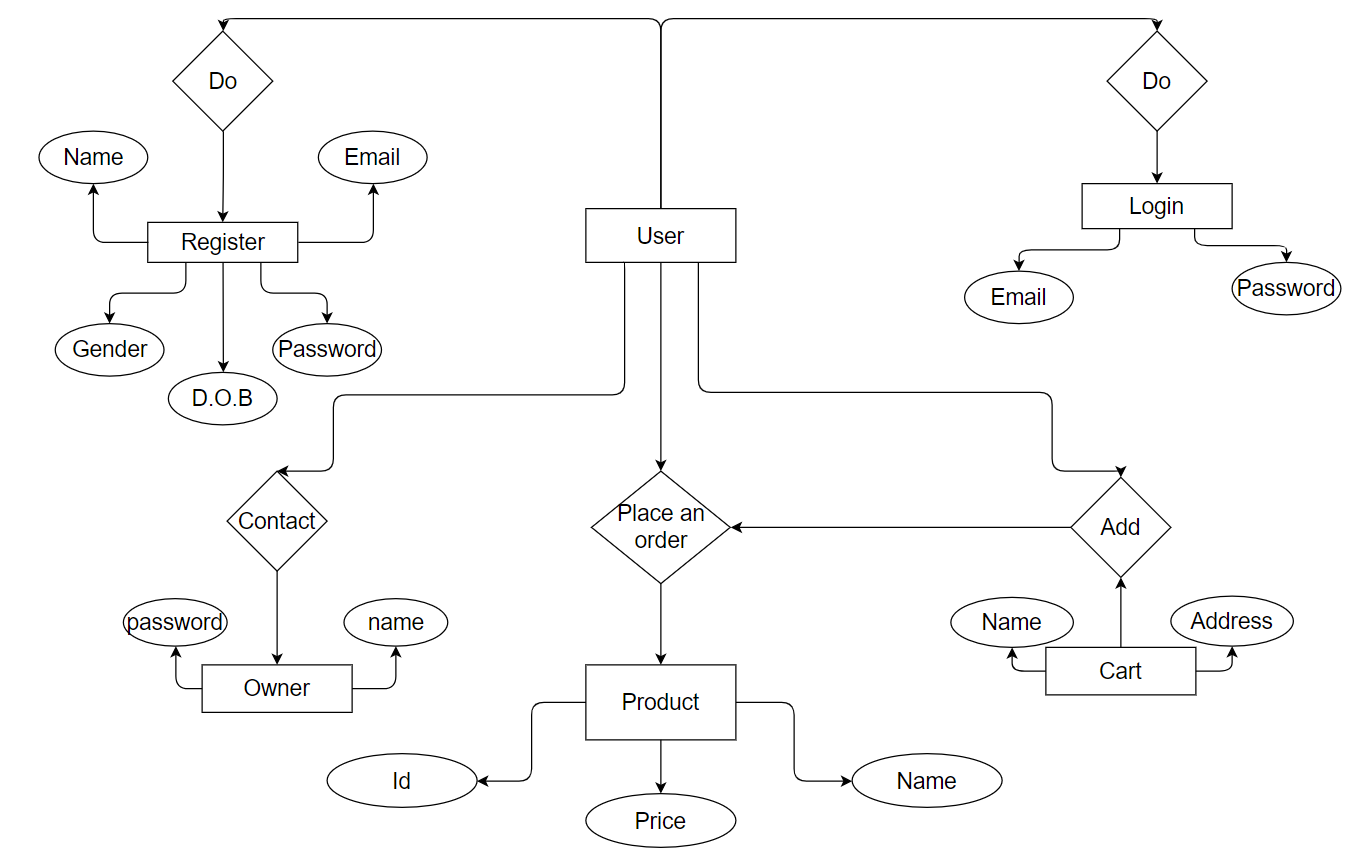 Do
Do
Name
Email
Register
User
Login
Gender
Password
D.O.B
Email
Password
Contact
Place an
order
Add
password
name
Name
Address
Owner
Product
Cart
Id
Price
Name